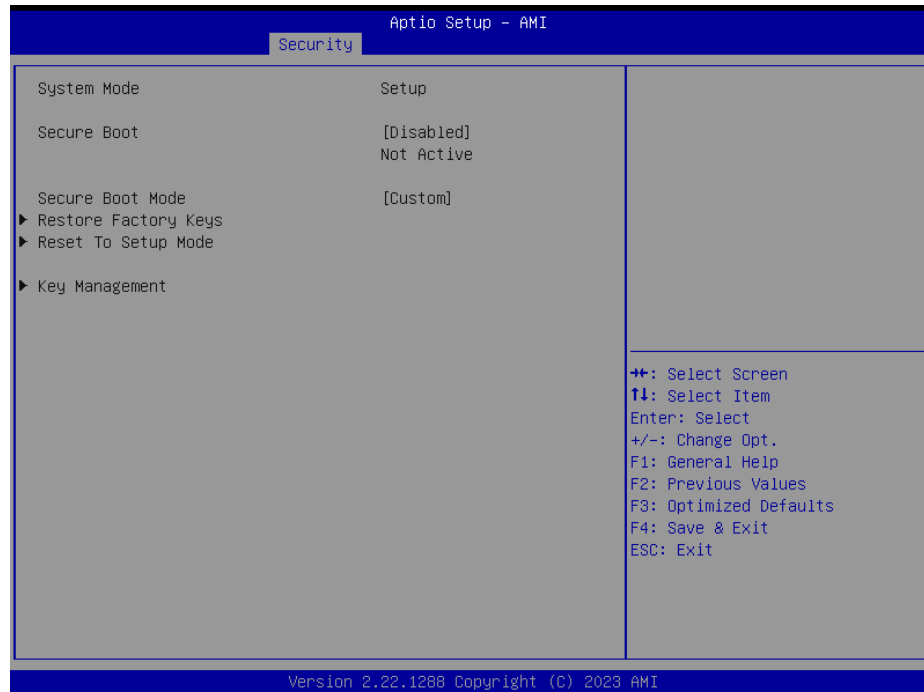 Aptio Setup – AMI
Security
System Mode Setup
Secure Boot [Disabled]
Not Active
Secure Boot Mode [Custom]
▶ Restore Factory Keys
▶ Reset To Setup Mode
▶ Key Management
→←: Select Screen
↑↓: Select Item
Enter: Select
+/-: Change Opt.
F1: General Help
F2: Previous Values
F3: Optimized Defaults
F4: Save & Exit
ESC: Exit
Version 2.22.1288 Copyright (C) 2023 AMI